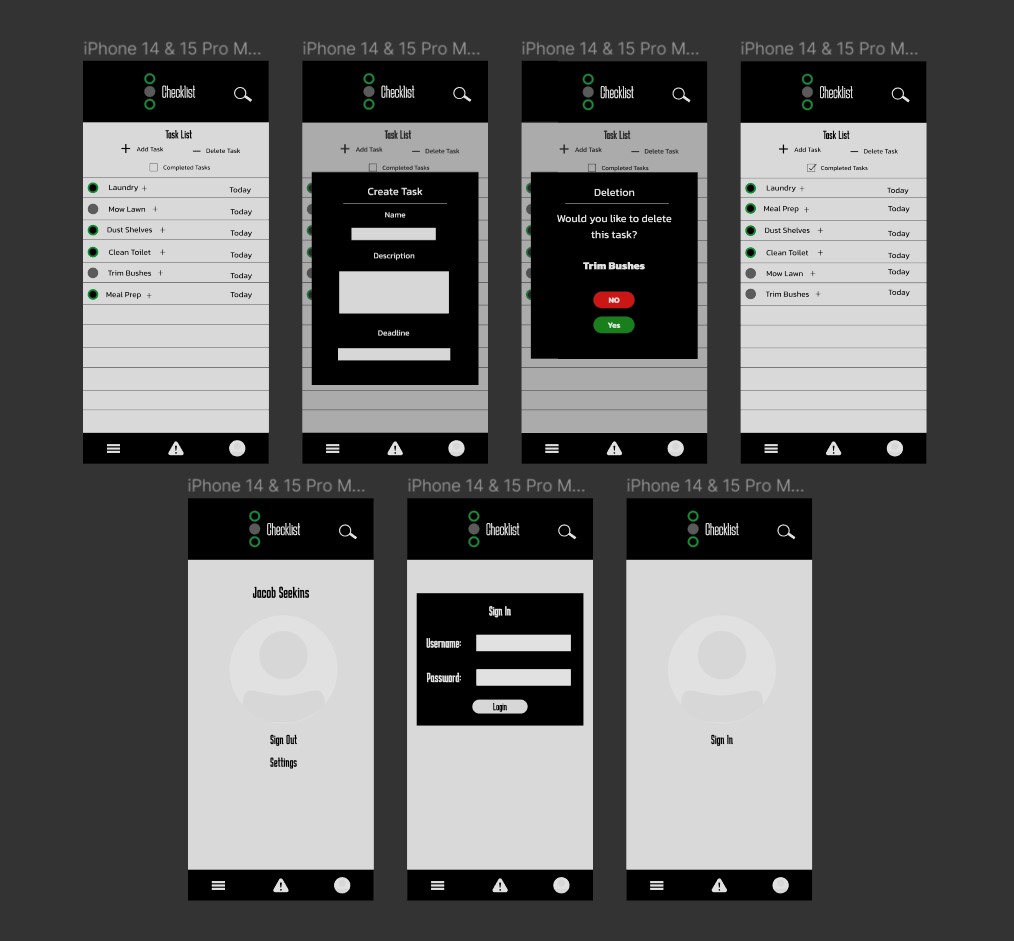 iPhone 14 & 15 Pro M...
Checklist
Task List
+ Add Task
— Delete Task
Completed Tasks
Laundry + Today
Mow Lawn + Today
Dust Shelves + Today
Clean Toilet + Today
Trim Bushes + Today
Meal Prep + Today
iPhone 14 & 15 Pro M...
Checklist
Task List
+ Add Task
— Delete Task
Completed Tasks
Create Task
Name
Description
Deadline
iPhone 14 & 15 Pro M...
Checklist
Task List
+ Add Task
— Delete Task
Completed Tasks
Deletion
Would you like to delete
this task?
Trim Bushes
NO
Yes
iPhone 14 & 15 Pro M...
Checklist
Task List
+ Add Task
— Delete Task
Completed Tasks
Laundry + Today
Meal Prep + Today
Dust Shelves + Today
Clean Toilet + Today
Mow Lawn + Today
Trim Bushes + Today
iPhone 14 & 15 Pro M...
Checklist
Jacob Seekins
Sign Out
Settings
iPhone 14 & 15 Pro M...
Checklist
Sign In
Username:
Password:
Login
iPhone 14 & 15 Pro M...
Checklist
Sign In